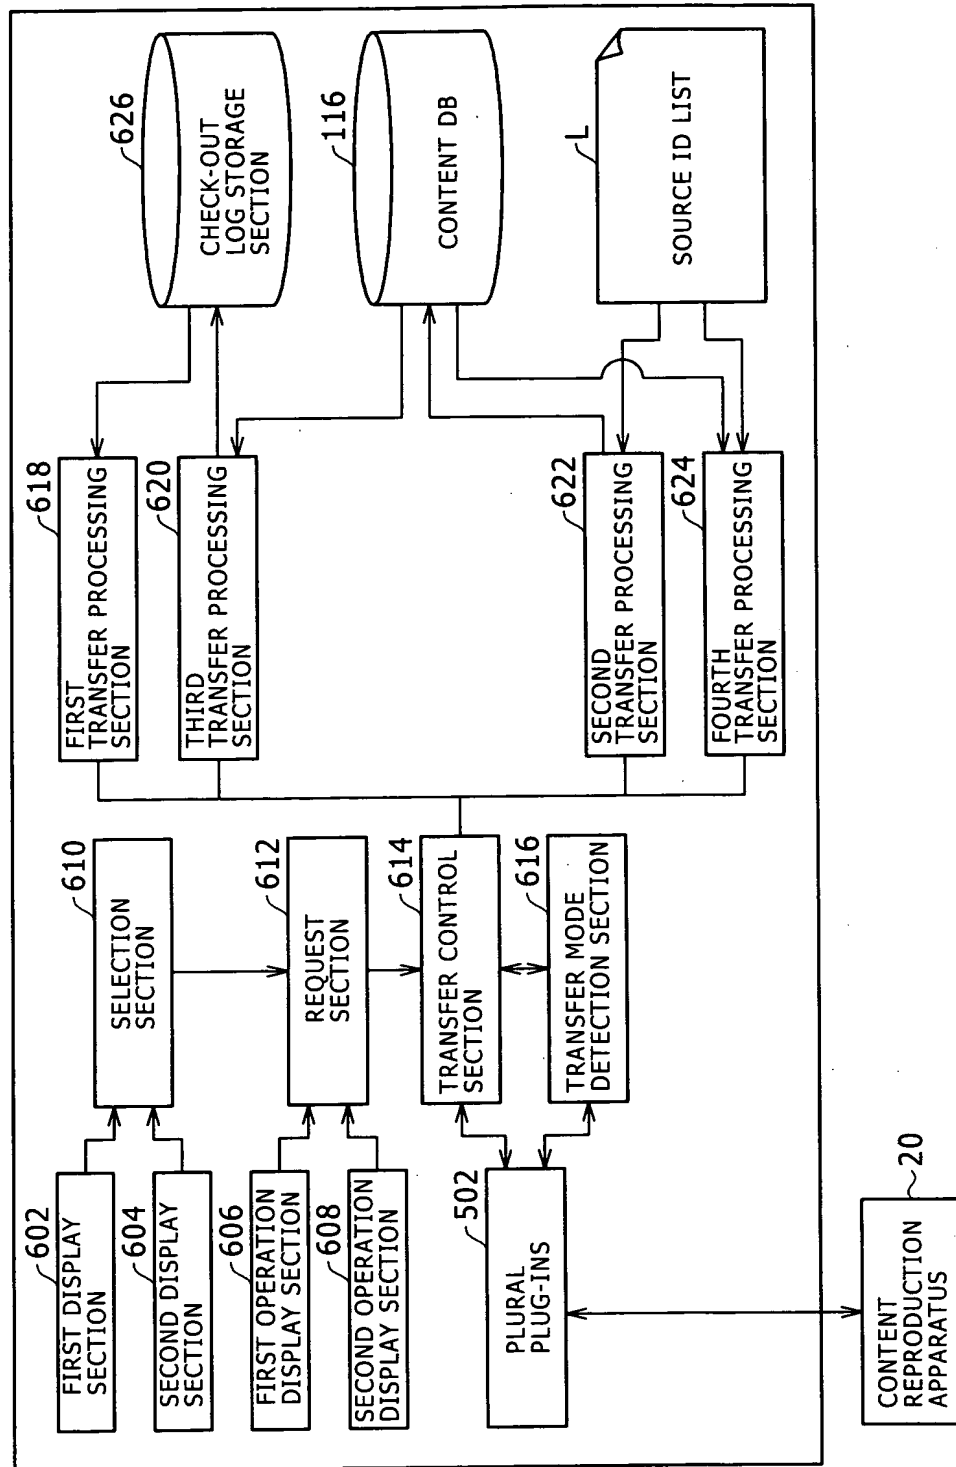 602
FIRST DISPLAY
SECTION
604
SECOND DISPLAY
SECTION
606
FIRST OPERATION
DISPLAY SECTION
608
SECOND OPERATION
DISPLAY SECTION
502
PLURAL
PLUG-INS
20
CONTENT
REPRODUCTION
APPARATUS
610
SELECTION
SECTION
612
REQUEST
SECTION
614
TRANSFER CONTROL
SECTION
616
TRANSFER MODE
DETECTION SECTION
618
FIRST
TRANSFER PROCESSING
SECTION
620
THIRD
TRANSFER PROCESSING
SECTION
622
SECOND
TRANSFER PROCESSING
SECTION
624
FOURTH
TRANSFER PROCESSING
SECTION
626
CHECK-OUT
LOG STORAGE
SECTION
116
CONTENT DB
L
SOURCE ID LIST